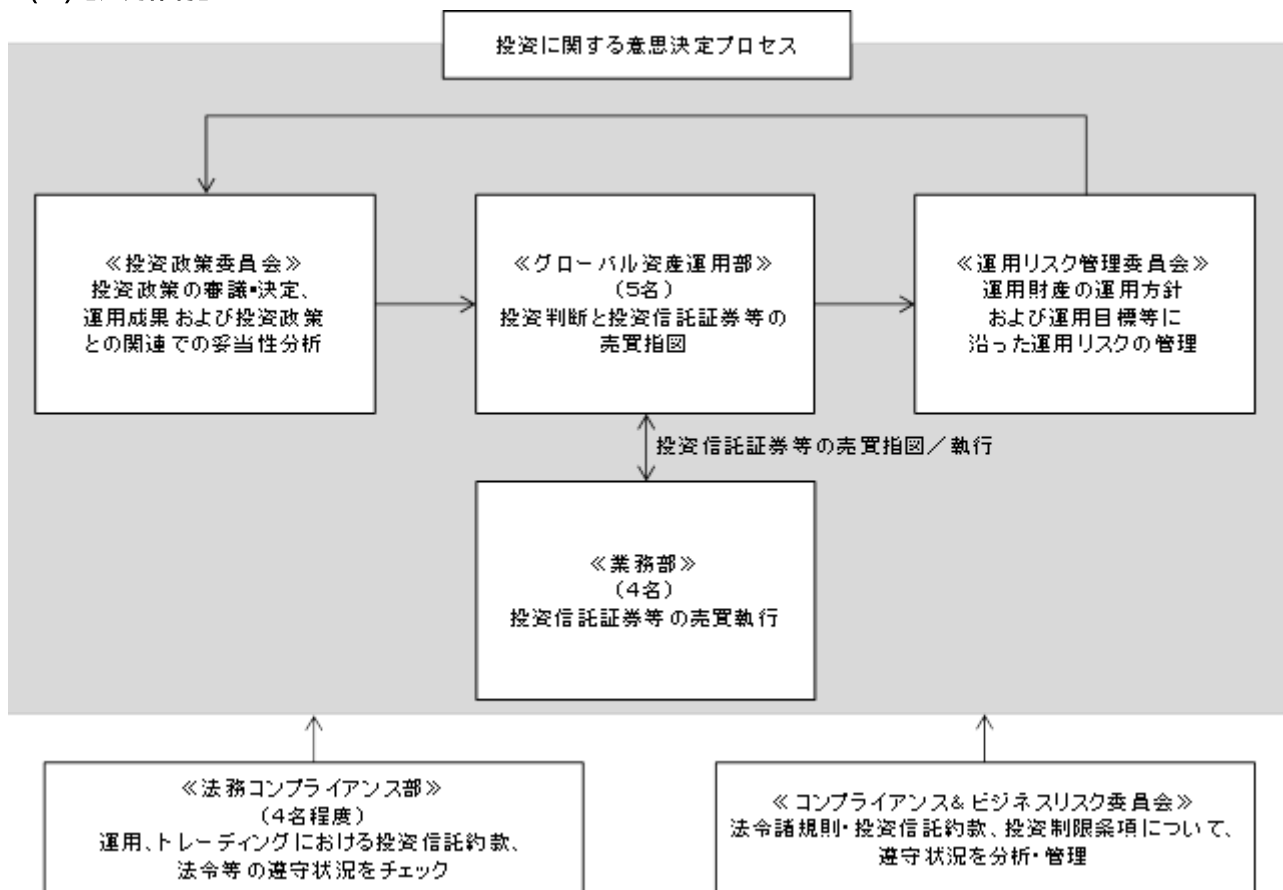 投資に関する意思決定プロセス
≪投資政策委員会≫
投資政策の審議・決定、
運用成果および投資政策
との関連での妥当性分析
≪グローバル資産運用部≫
(5名)
投資判断と投資信託証券等の
売買指図
≪運用リスク管理委員会≫
運用財産の運用方針
および運用目標等に
沿った運用リスクの管理
投資信託証券等の売買指図／執行
≪業務部≫
(4名)
投資信託証券等の売買執行
≪法務コンプライアンス部≫
(4名程度)
運用、トレーディングにおける投資信託約款、
法令等の遵守状況をチェック
≪コンプライアンス&ビジネスリスク委員会≫
法令諸規則・投資信託約款、投資制限条項について、
遵守状況を分析・管理